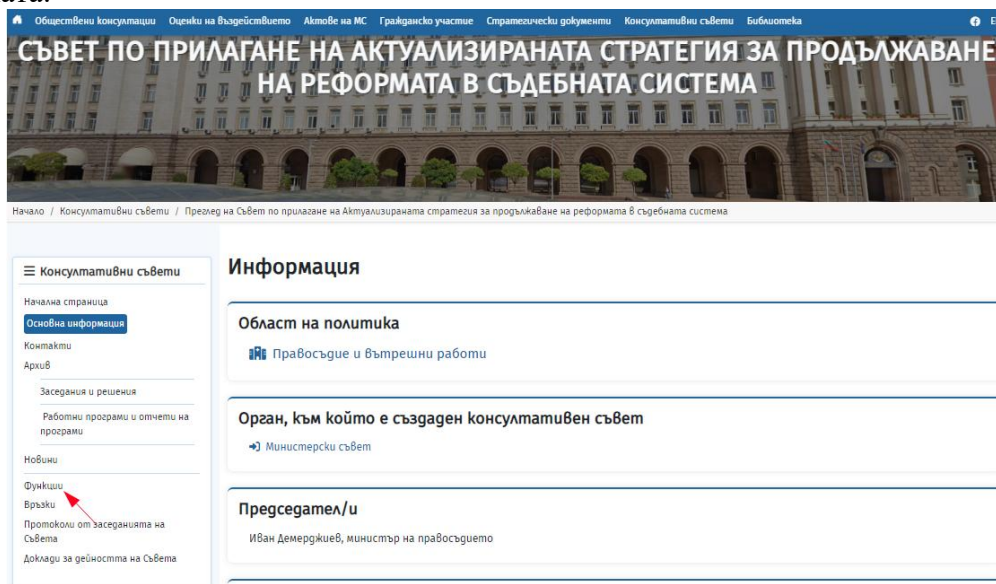 Обществени консултации Оценки на въздействието Актове на МС Гражданско участие Стратегически документи Консултативни съвети Библиотека
СЪВЕТ ПО ПРИЛАГАНЕ НА АКТУАЛИЗИРАНАТА СТРАТЕГИЯ ЗА ПРОДЪЛЖАВАНЕ
НА РЕФОРМАТА В СЪДЕБНАТА СИСТЕМА
Начало / Консултативни съвети / Преглед на Съвет по прилагане на Актуализираната стратегия за продължаване на реформата в съдебната система
Консултативни съвети
Начална страница
Основна информация
Контакти
Архив
Заседания и решения
Работни програми и отчети на
програми
Новини
Функции
Връзки
Протоколи от заседанията на
Съвета
Доклади за дейността на Съвета
Информация
Област на политика
Правосъдие и вътрешни работи
Орган, към който е създаден консултативен съвет
Министерски съвет
Председател/и
Иван Демерджиев, министър на правосъдието